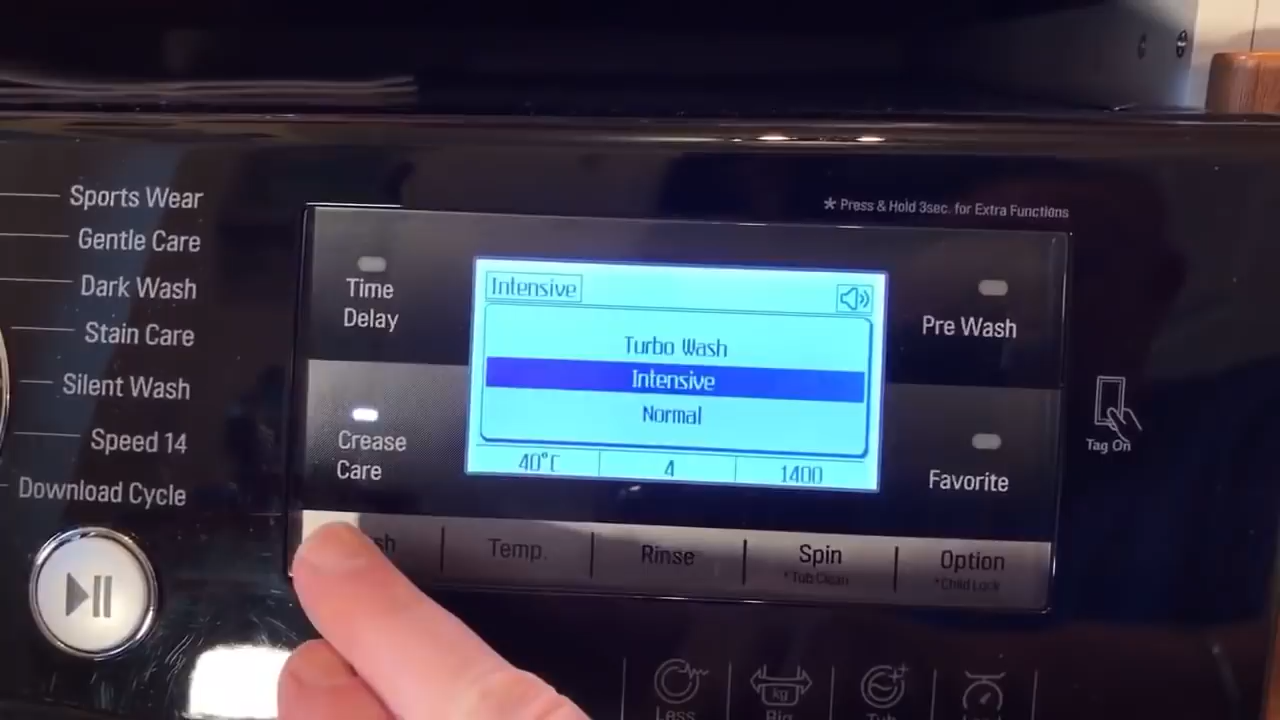 Sports Wear
Gentle Care
Dark Wash
Stain Care
Silent Wash
Speed 14
Download Cycle
* Press & Hold 3sec. for Extra Functions
Time
Delay
Crease
Care
Intensive
Turbo Wash
Intensive
Normal
40°C
4
1400
Pre Wash
Favorite
Tag On
Temp.
Rinse
Spin
*Tub Clean
Option
*Child Lock
kg
Less
Big
Tub